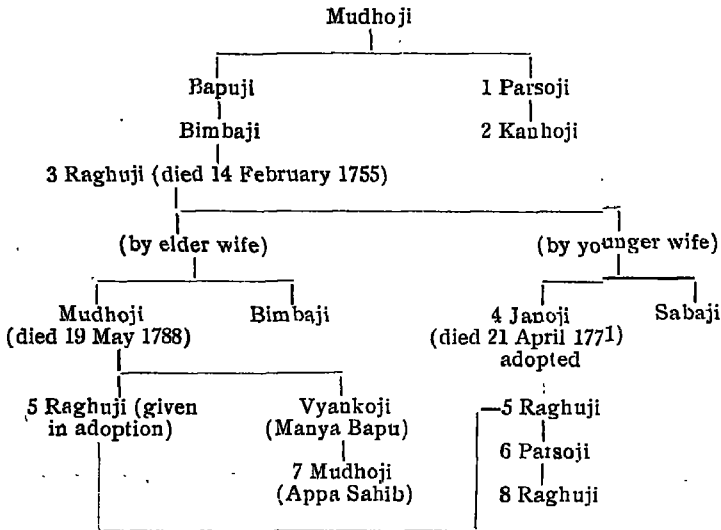 Mudhoji
Bapuji 1 Parsoji
Bimbaji 2 Kanhoji
3 Raghuji (died 14 February 1755)
(by elder wife) (by younger wife)
Mudhoji Bimbaji 4 Janoji Sabaji
(died 19 May 1788) (died 21 April 1771)
adopted
5 Raghuji (given Vyankoji 5 Raghuji
in adoption) (Manya Bapu)
6 Parsoji
7 Mudhoji
(Appa Sahib) 8 Raghuji